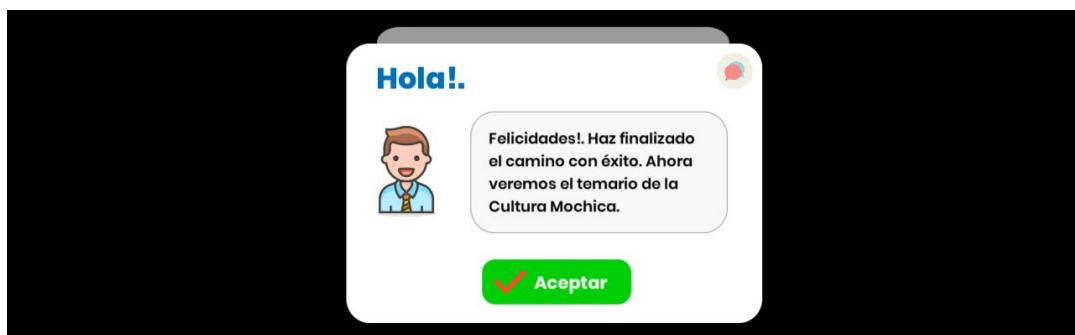 Hola!.
Felicidades!. Haz finalizado
el camino con éxito. Ahora
veremos el temario de la
Cultura Mochica.
Aceptar